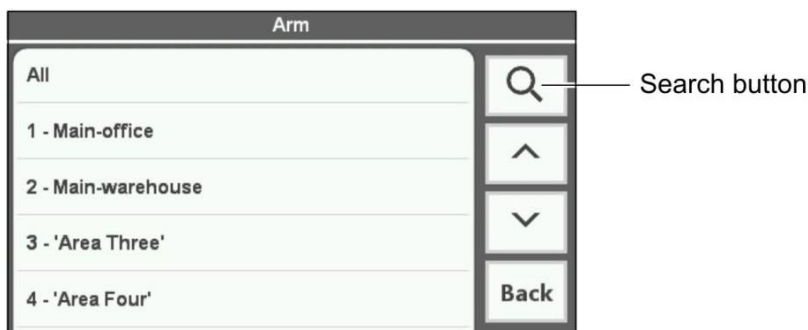 Arm
All
Search button
1 - Main-office
2 - Main-warehouse
3 - 'Area Three'
4 - 'Area Four'
Back